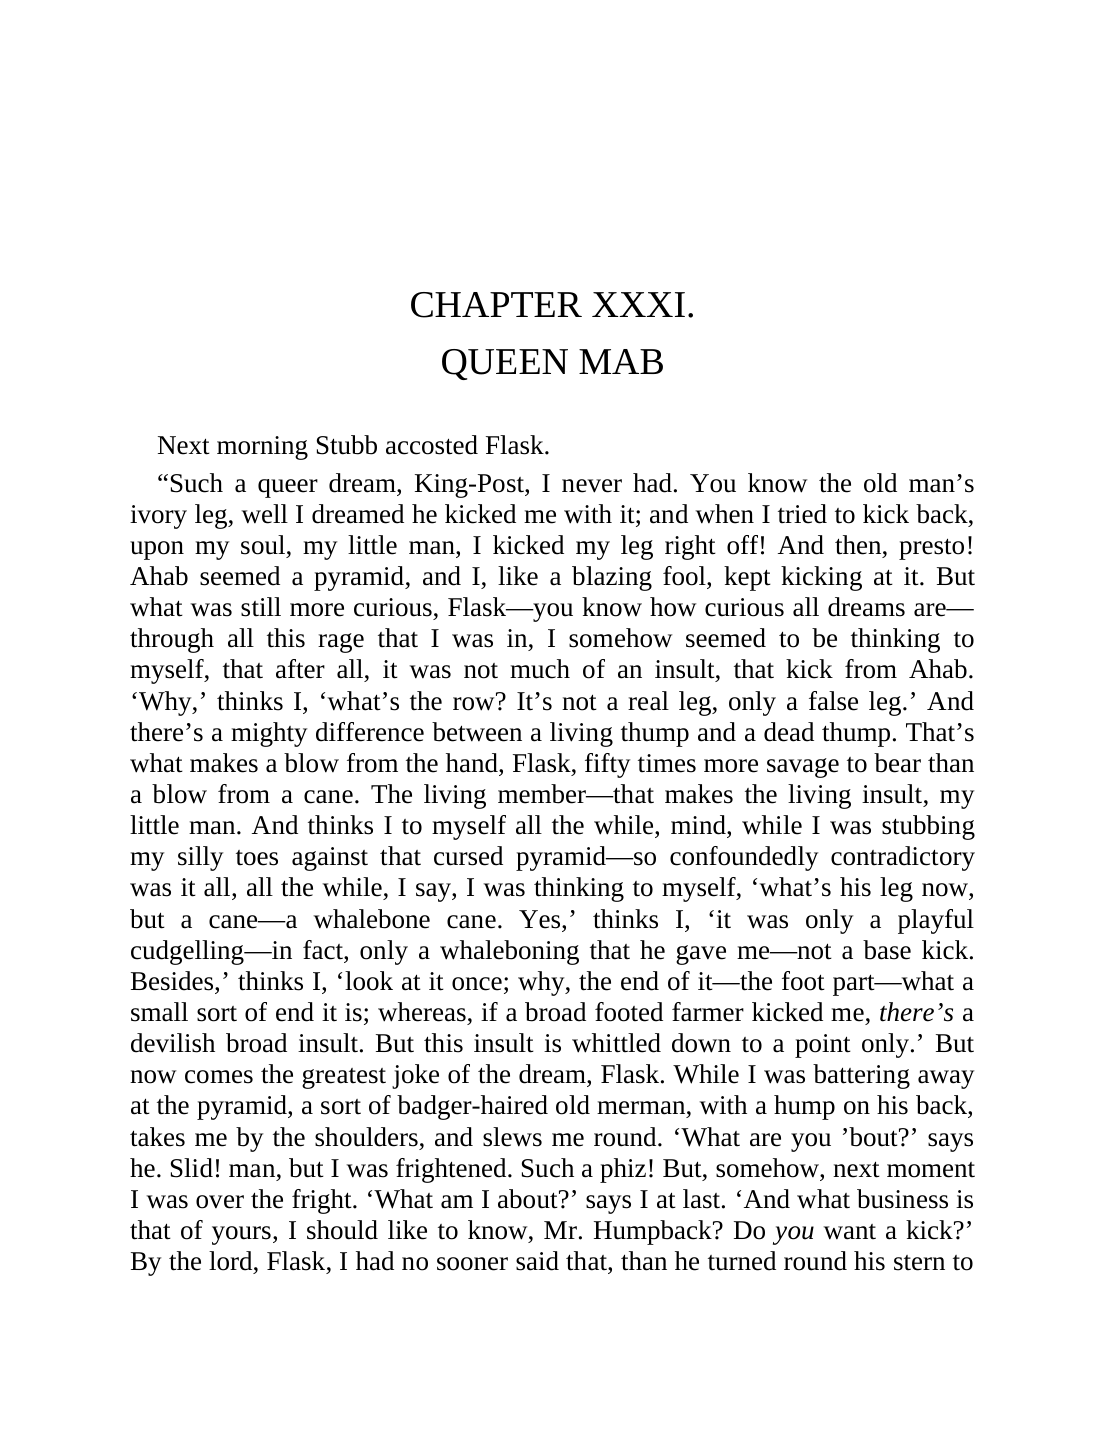 CHAPTER XXXI.
QUEEN MAB
Next morning Stubb accosted Flask.
“Such a queer dream, King-Post, I never had. You know the old man’s
ivory leg, well I dreamed he kicked me with it; and when I tried to kick back,
upon my soul, my little man, I kicked my leg right off! And then, presto!
Ahab seemed a pyramid, and I, like a blazing fool, kept kicking at it. But
what was still more curious, Flask—you know how curious all dreams are—
through all this rage that I was in, I somehow seemed to be thinking to
myself, that after all, it was not much of an insult, that kick from Ahab.
‘Why,’ thinks I, ‘what’s the row? It’s not a real leg, only a false leg.’ And
there’s a mighty difference between a living thump and a dead thump. That’s
what makes a blow from the hand, Flask, fifty times more savage to bear than
a blow from a cane. The living member—that makes the living insult, my
little man. And thinks I to myself all the while, mind, while I was stubbing
my silly toes against that cursed pyramid—so confoundedly contradictory
was it all, all the while, I say, I was thinking to myself, ‘what’s his leg now,
but a cane—a whalebone cane. Yes,’ thinks I, ‘it was only a playful
cudgelling—in fact, only a whaleboning that he gave me—not a base kick.
Besides,’ thinks I, ‘look at it once; why, the end of it—the foot part—what a
small sort of end it is; whereas, if a broad footed farmer kicked me, there’s a
devilish broad insult. But this insult is whittled down to a point only.’ But
now comes the greatest joke of the dream, Flask. While I was battering away
at the pyramid, a sort of badger-haired old merman, with a hump on his back,
takes me by the shoulders, and slews me round. ‘What are you ’bout?’ says
he. Slid! man, but I was frightened. Such a phiz! But, somehow, next moment
I was over the fright. ‘What am I about?’ says I at last. ‘And what business is
that of yours, I should like to know, Mr. Humpback? Do you want a kick?’
By the lord, Flask, I had no sooner said that, than he turned round his stern to